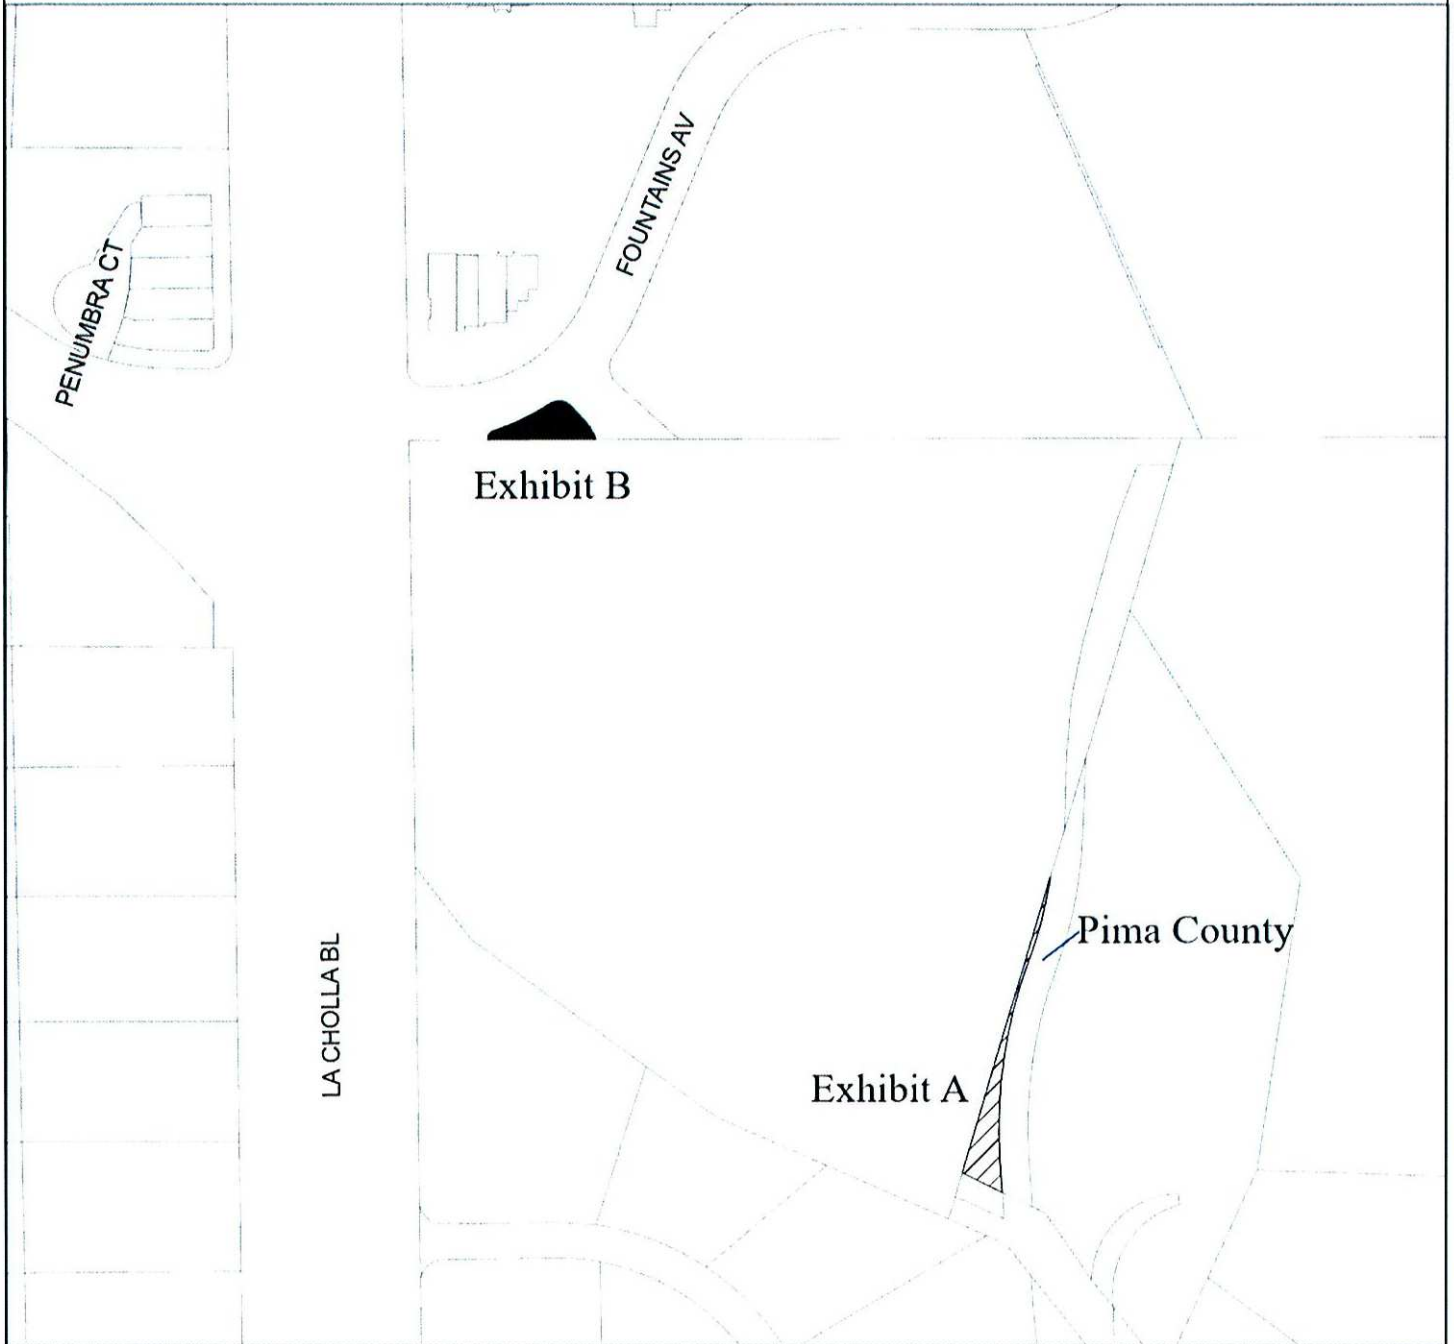 FOUNTAINS AV
PENUMBRA CT
Exhibit B
Pima County
LA CHOLLA BL
Exhibit A